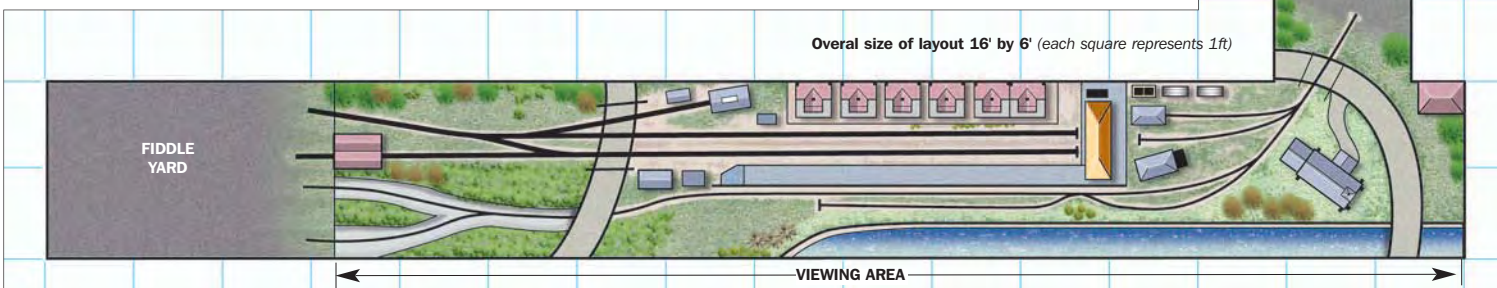 Overal size of layout 16' by 6' (each square represents 1ft)
FIDDLE
YARD
VIEWING AREA